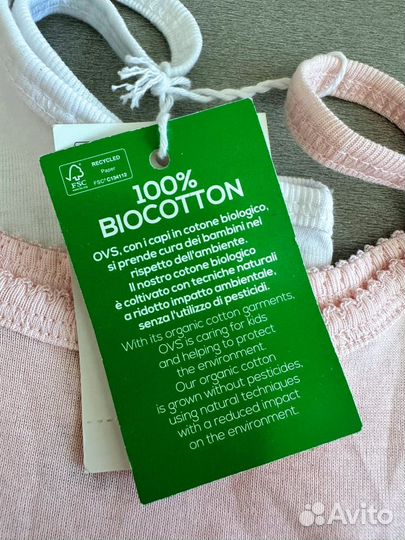 FSC
RECYCLED
Paper
FSC® C134113
100%
BIOCOTTON
OVS, con i capi in cotone biologico,
si prende cura dei bambini nel
rispetto dell'ambiente.
Il nostro cotone biologico
è coltivato con tecniche naturali
a ridotto impatto ambientale,
senza l'utilizzo di pesticidi.
With its organic cotton garments,
OVS is caring for kids
and helping to protect
the environment.
Our organic cotton
is grown without pesticides,
using natural techniques
with a reduced impact
on the environment.
Avito